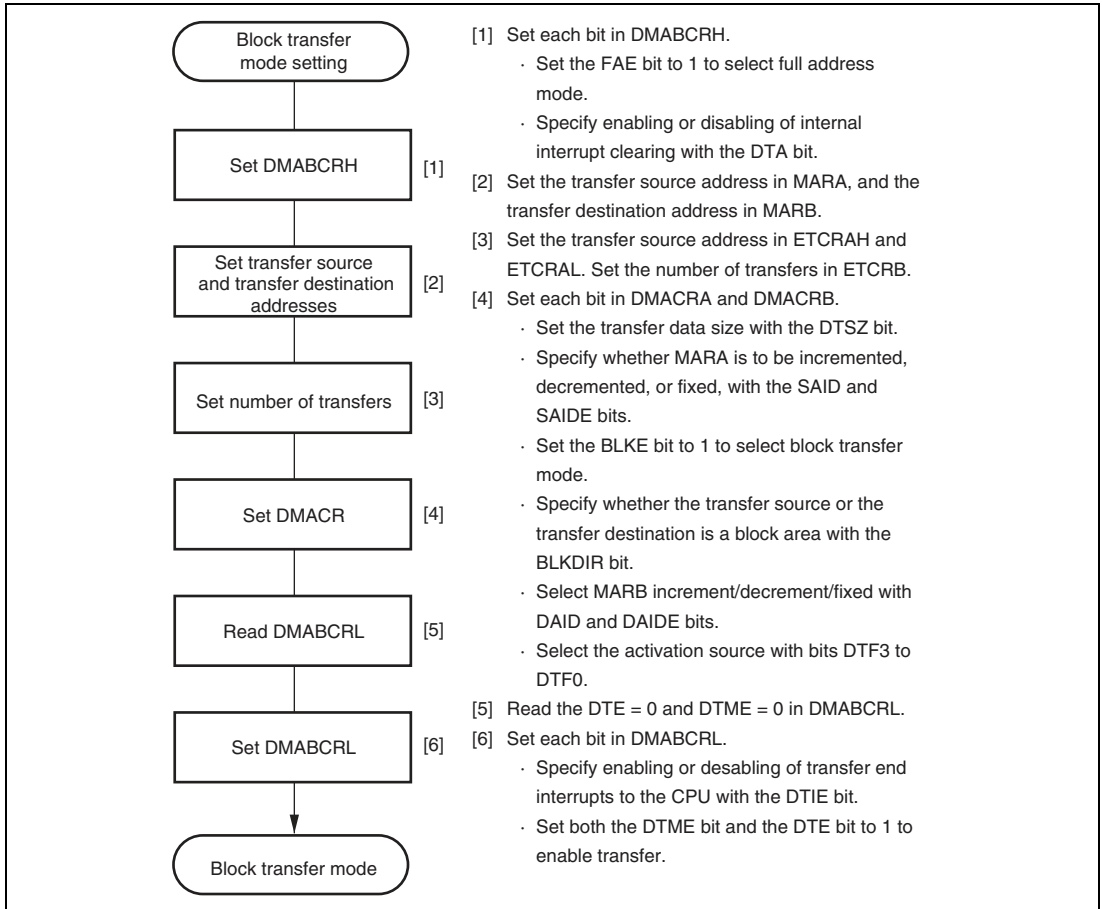 Block transfer
mode setting
Set DMABCRH
[1]
Set transfer source
and transfer destination
addresses
[2]
Set number of transfers
[3]
Set DMACR
[4]
Read DMABCRL
[5]
Set DMABCRL
[6]
Block transfer mode
[1] Set each bit in DMABCRH.
· Set the FAE bit to 1 to select full address
mode.
· Specify enabling or disabling of internal
interrupt clearing with the DTA bit.
[2] Set the transfer source address in MARA, and the
transfer destination address in MARB.
[3] Set the transfer source address in ETCRAH and
ETCRAL. Set the number of transfers in ETCRB.
[4] Set each bit in DMACRA and DMACRB.
· Set the transfer data size with the DTSZ bit.
· Specify whether MARA is to be incremented,
decremented, or fixed, with the SAID and
SAIDE bits.
· Set the BLKE bit to 1 to select block transfer
mode.
· Specify whether the transfer source or the
transfer destination is a block area with the
BLKDIR bit.
· Select MARB increment/decrement/fixed with
DAID and DAIDE bits.
· Select the activation source with bits DTF3 to
DTF0.
[5] Read the DTE = 0 and DTME = 0 in DMABCRL.
[6] Set each bit in DMABCRL.
· Specify enabling or desabling of transfer end
interrupts to the CPU with the DTIE bit.
· Set both the DTME bit and the DTE bit to 1 to
enable transfer.